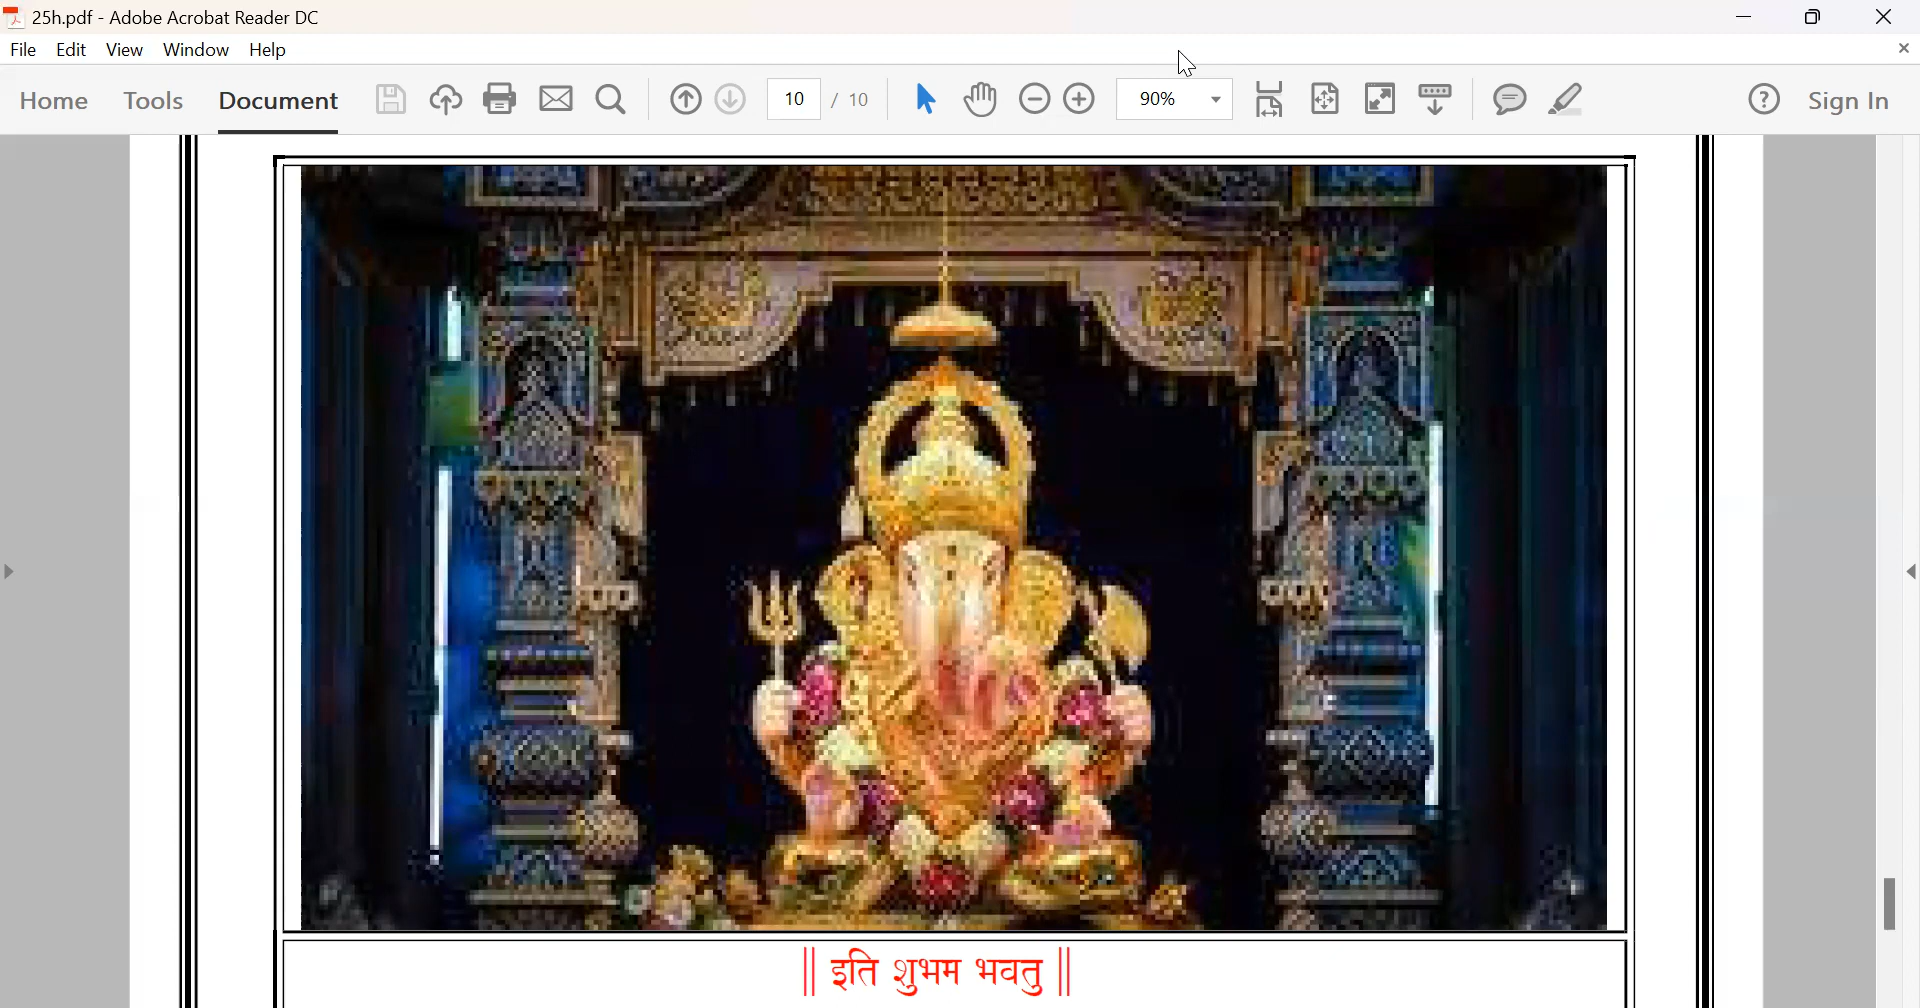 25h.pdf - Adobe Acrobat Reader DC
File Edit View Window Help
Home Tools Document 10 / 10 90% Sign In
|| इति शुभम भवतु ||